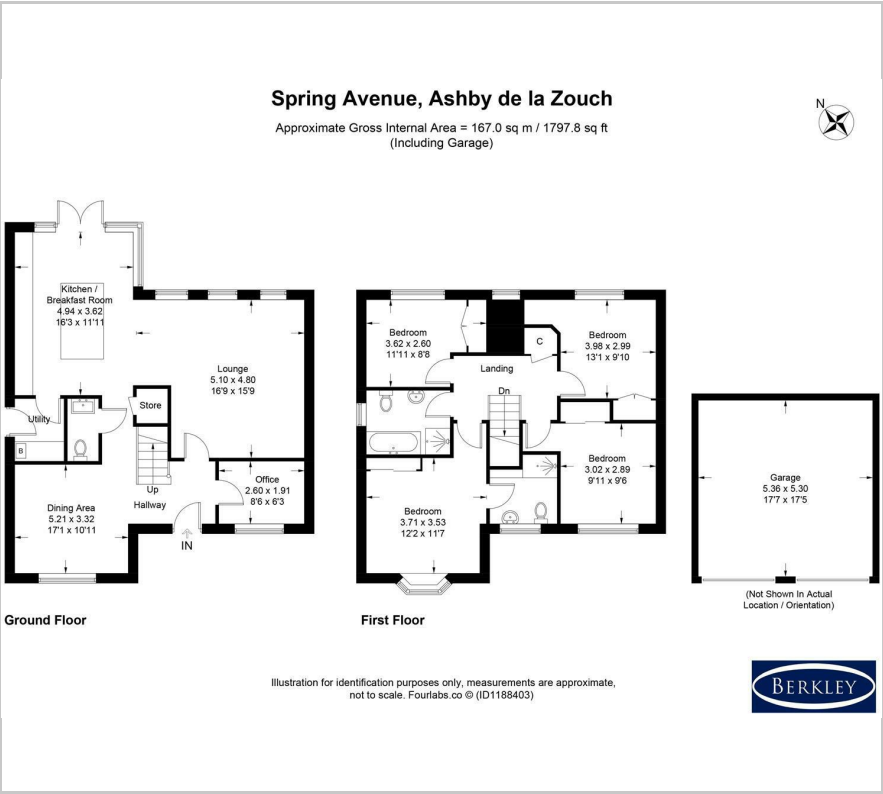 Spring Avenue, Ashby de la Zouch
Approximate Gross Internal Area = 167.0 sq m / 1797.8 sq ft
(Including Garage)
N
Kitchen /
Breakfast Room
4.94 x 3.62
16'3 x 11'11
Lounge
5.10 x 4.80
16'9 x 15'9
Store
Utility
B
Up
Hallway
Dining Area
5.21 x 3.32
17'1 x 10'11
Office
2.60 x 1.91
8'6 x 6'3
IN
Ground Floor
Bedroom
3.62 x 2.60
11'11 x 8'8
C
Bedroom
3.98 x 2.99
13'1 x 9'10
Landing
Dn
Bedroom
3.02 x 2.89
9'11 x 9'6
Bedroom
3.71 x 3.53
12'2 x 11'7
First Floor
Garage
5.36 x 5.30
17'7 x 17'5
(Not Shown In Actual
Location / Orientation)
Illustration for identification purposes only, measurements are approximate,
not to scale. Fourlabs.co © (ID1188403)
BERKLEY